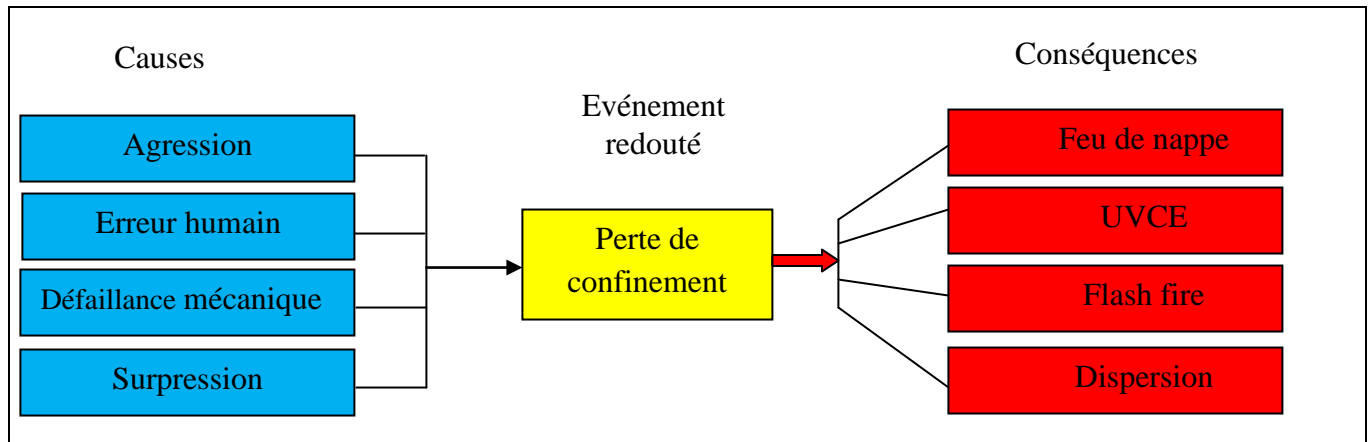 Causes
Agression
Erreur humain
Défaillance mécanique
Surpression
Evénement
redouté
Perte de
confinement
Conséquences
Feu de nappe
UVCE
Flash fire
Dispersion